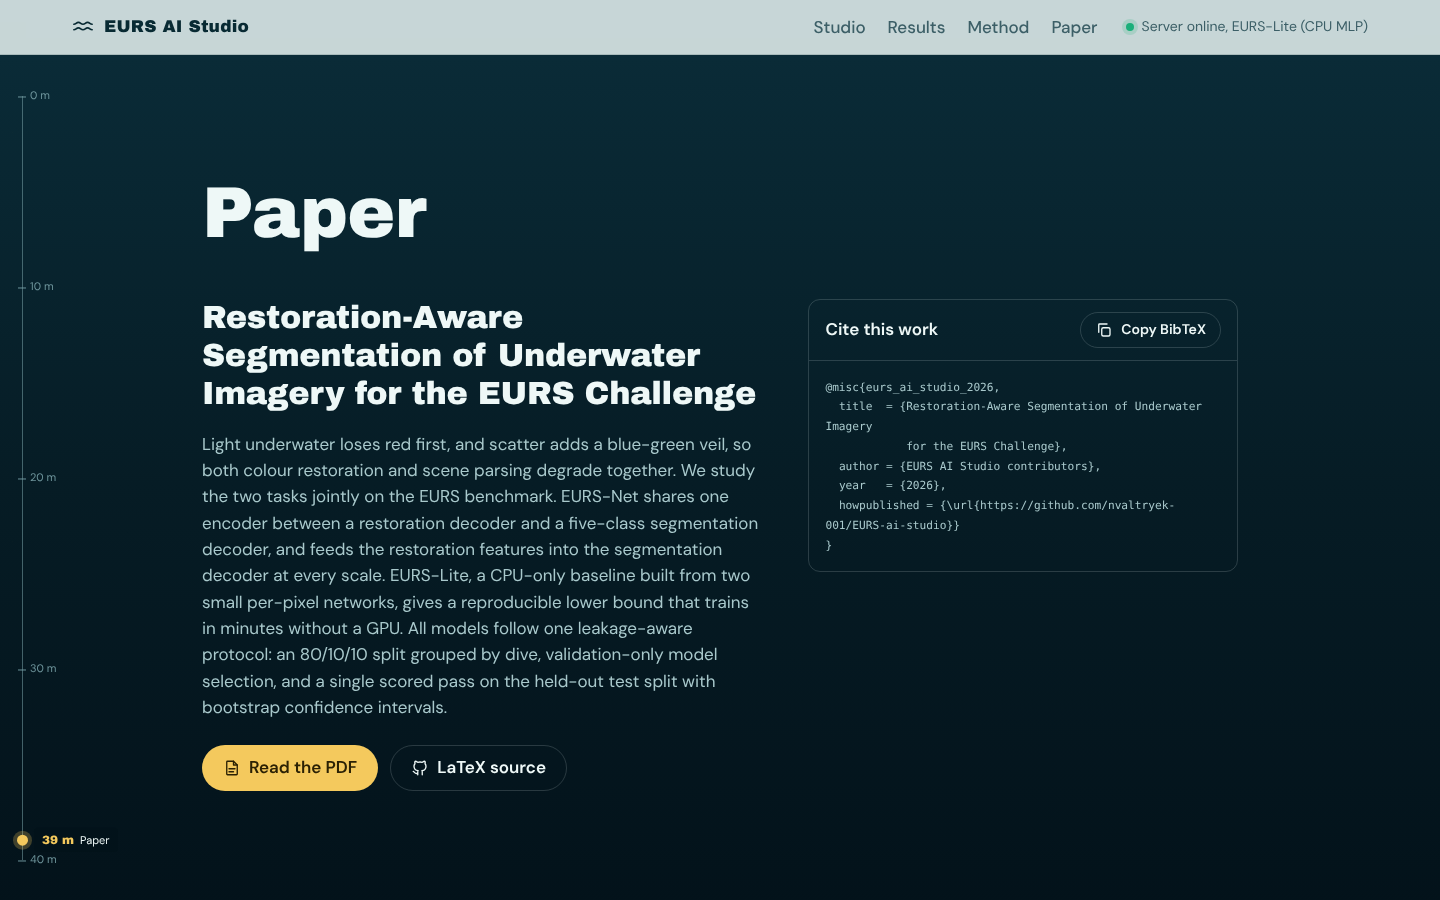 EURS AI Studio
Studio Results Method Paper Server online, EURS-Lite (CPU MLP)
0 m
10 m
20 m
30 m
39 m Paper
40 m
Paper
Restoration-Aware
Segmentation of Underwater
Imagery for the EURS Challenge
Light underwater loses red first, and scatter adds a blue-green veil, so
both colour restoration and scene parsing degrade together. We study
the two tasks jointly on the EURS benchmark. EURS-Net shares one
encoder between a restoration decoder and a five-class segmentation
decoder, and feeds the restoration features into the segmentation
decoder at every scale. EURS-Lite, a CPU-only baseline built from two
small per-pixel networks, gives a reproducible lower bound that trains
in minutes without a GPU. All models follow one leakage-aware
protocol: an 80/10/10 split grouped by dive, validation-only model
selection, and a single scored pass on the held-out test split with
bootstrap confidence intervals.
Read the PDF
LaTeX source
Cite this work
Copy BibTeX
@misc{eurs_ai_studio_2026,
  title  = {Restoration-Aware Segmentation of Underwater
Imagery
            for the EURS Challenge},
  author = {EURS AI Studio contributors},
  year   = {2026},
  howpublished = {\url{https://github.com/nvaltryek-
001/EURS-ai-studio}}
}